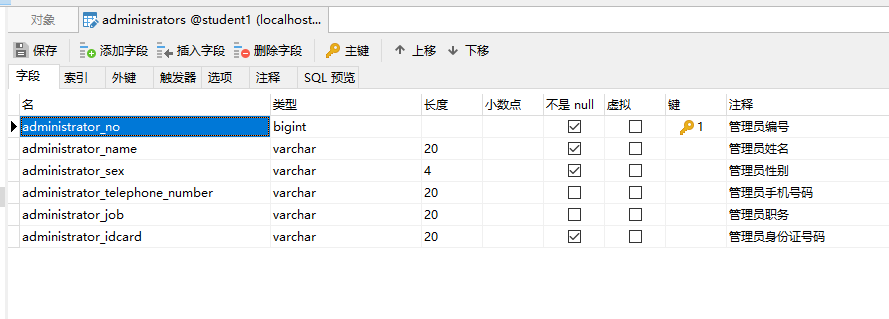 对象 administrators @student1 (localhost...
保存 添加字段 插入字段 删除字段 主键 上移 下移
字段 索引 外键 触发器 选项 注释 SQL 预览
名 类型 长度 小数点 不是 null 虚拟 键 注释
administrator_no bigint 1 管理员编号
administrator_name varchar 20 管理员姓名
administrator_sex varchar 4 管理员性别
administrator_telephone_number varchar 20 管理员手机号码
administrator_job varchar 20 管理员职务
administrator_idcard varchar 20 管理员身份证号码